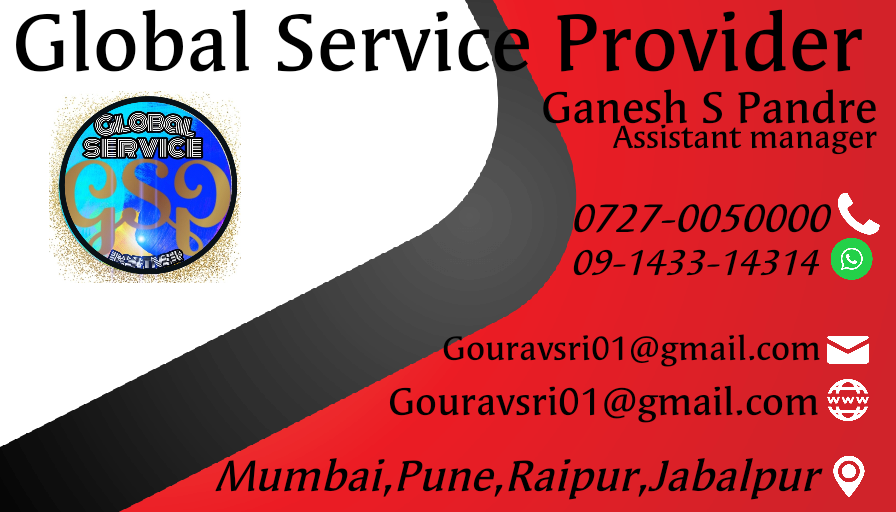 Global Service Provider
GLOBAL
SERVICE
gsp
Ganesh S Pandre
Assistant manager
0727-0050000
09-1433-14314
Gouravsri01@gmail.com
www
Gouravsri01@gmail.com
Mumbai,Pune,Raipur,Jabalpur